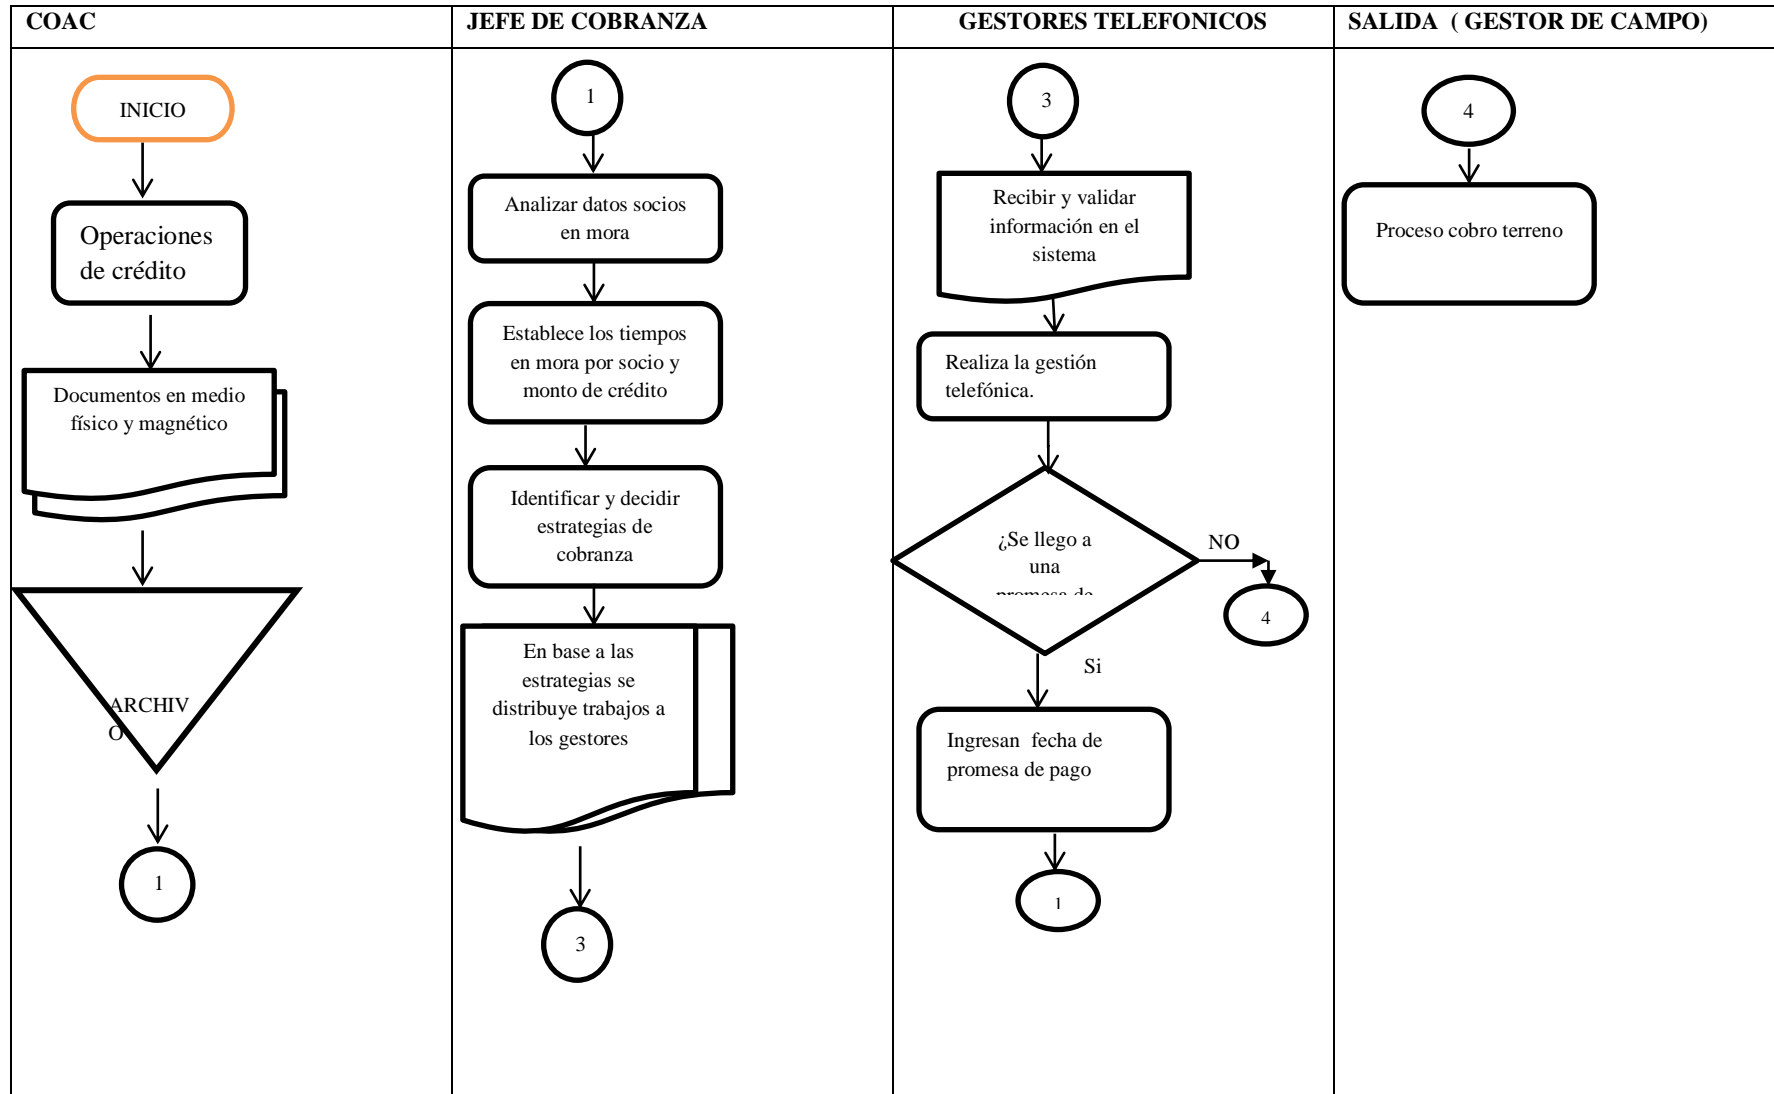 COAC
INICIO
Operaciones
de crédito
Documentos en medio
físico y magnético
ARCHIV
O
1
JEFE DE COBRANZA
1
Analizar datos socios
en mora
Establece los tiempos
en mora por socio y
monto de crédito
Identificar y decidir
estrategias de
cobranza
En base a las
estrategias se
distribuye trabajos a
los gestores
3
GESTORES TELEFONICOS
3
Recibir y validar
información en el
sistema
Realiza la gestión
telefónica.
¿Se llego a
una
promesa de
NO
4
Si
Ingresan fecha de
promesa de pago
1
SALIDA ( GESTOR DE CAMPO)
4
Proceso cobro terreno